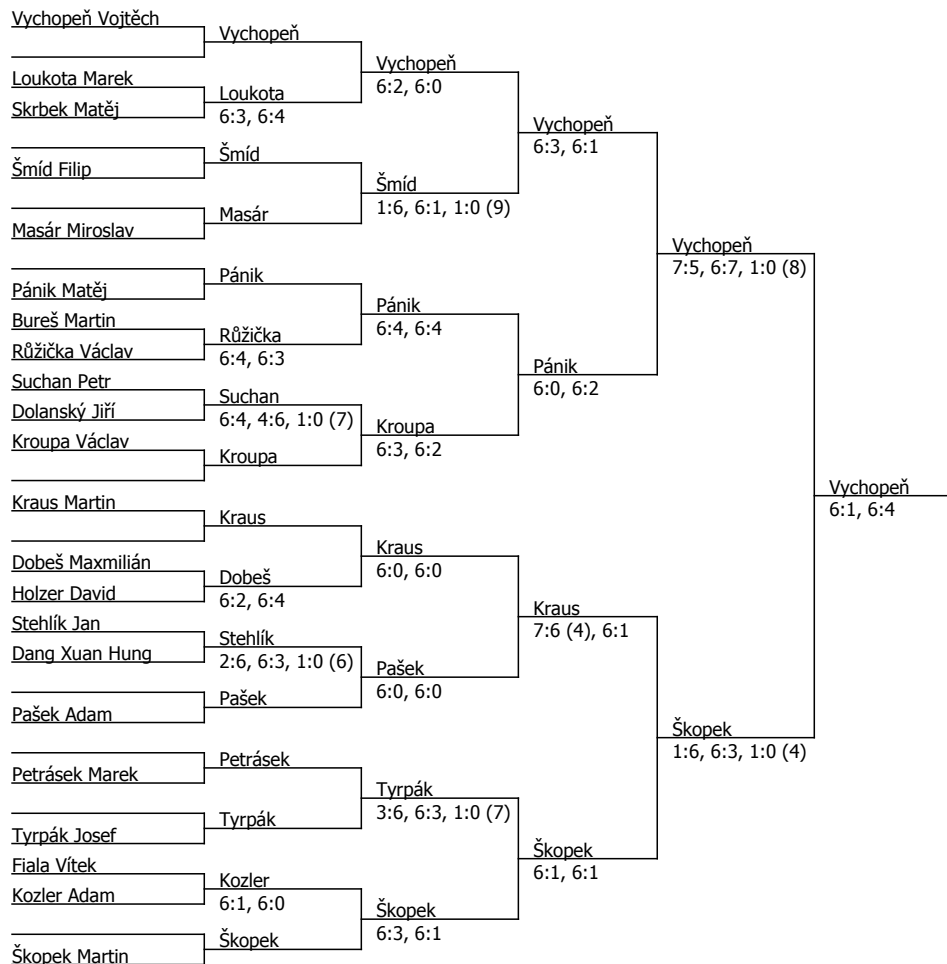 Vychopeň Vojtěch
Loukota Marek
Skrbek Matěj
Šmíd Filip
Masár Miroslav
Pánik Matěj
Bureš Martin
Růžička Václav
Suchan Petr
Dolanský Jiří
Kroupa Václav
Kraus Martin
Dobeš Maxmilián
Holzer David
Stehlík Jan
Dang Xuan Hung
Pašek Adam
Petrásek Marek
Tyrpák Josef
Fiala Vítek
Kozler Adam
Škopek Martin
Vychopeň
Loukota
6:3, 6:4
Šmíd
Masár
Pánik
Růžička
6:4, 6:3
Suchan
6:4, 4:6, 1:0 (7)
Kroupa
Kraus
Dobeš
6:2, 6:4
Stehlík
2:6, 6:3, 1:0 (6)
Pašek
Petrásek
Tyrpák
Kozler
6:1, 6:0
Škopek
Vychopeň
6:2, 6:0
Šmíd
1:6, 6:1, 1:0 (9)
Pánik
6:4, 6:4
Kroupa
6:3, 6:2
Kraus
6:0, 6:0
Pašek
6:0, 6:0
Tyrpák
3:6, 6:3, 1:0 (7)
Škopek
6:3, 6:1
Vychopeň
6:3, 6:1
Pánik
6:0, 6:2
Kraus
7:6 (4), 6:1
Škopek
6:1, 6:1
Vychopeň
7:5, 6:7, 1:0 (8)
Škopek
1:6, 6:3, 1:0 (4)
Vychopeň
6:1, 6:4